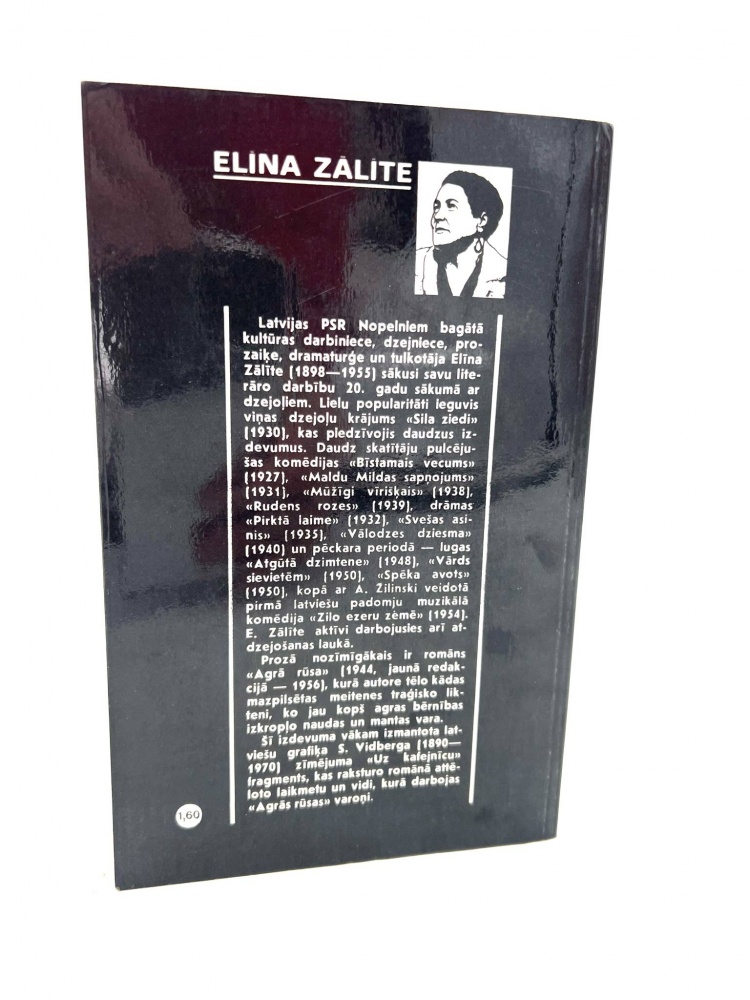 ELĪNA ZĀLĪTE
Latvijas PSR Nopelniem bagātā
kultūras darbiniece, dzejniece, pro-
zaiķe, dramaturģe un tulkotāja Elīna
Zālīte (1898—1955) sākusi savu lite-
rāro darbību 20. gadu sākumā ar
dzejoļiem. Lielu popularitāti ieguvis
viņas dzejoļu krājums «Sila ziedi»
(1930), kas piedzīvojis daudzus iz-
devumus. Daudz skatītāju pulcēju-
šas komēdijas «Bīstamais vecums»
(1927), «Maldu Mildas sapņojums»
(1931), «Mūžīgi vīrišķais» (1938),
«Rudens rozes» (1939), drāmas
«Pirktā laime» (1932), «Svešas asi-
nis» (1935), «Vālodzes dziesma»
(1940) un pēckara periodā — lugas
«Atgūtā dzimtene» (1948), «Vārds
sievietēm» (1950), «Spēka avots»
(1950), kopā ar A. Žilinski veidotā
pirmā latviešu padomju muzikālā
komēdija «Zilo ezeru zemē» (1954).
E. Zālīte aktīvi darbojusies arī at-
dzejošanas laukā.
Prozā nozīmīgākais ir romāns
«Agrā rūsa» (1944, jaunā redak-
cijā — 1956), kurā autore tēlo kādas
mazpilsētas meitenes traģisko lik-
teni, ko jau kopš agras bērnības
izkropļo naudas un mantas vara.
Šī izdevuma vākam izmantots lat-
viešu grafiķa S. Vidberga (1890—
1970) zīmējuma «Uz kafejnīcu»
fragments, kas raksturo romānā attē-
loto laikmetu un vidi, kurā darbojas
«Agrās rūsas» varoņi.
1,60